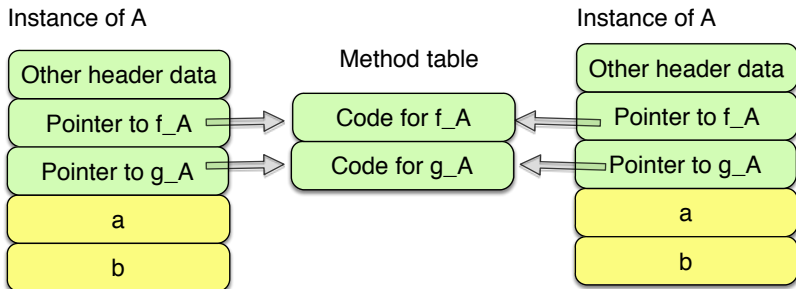 Instance of A
Other header data
Pointer to f_A
Pointer to g_A
a
b
Method table
Code for f_A
Code for g_A
Instance of A
Other header data
Pointer to f_A
Pointer to g_A
a
b